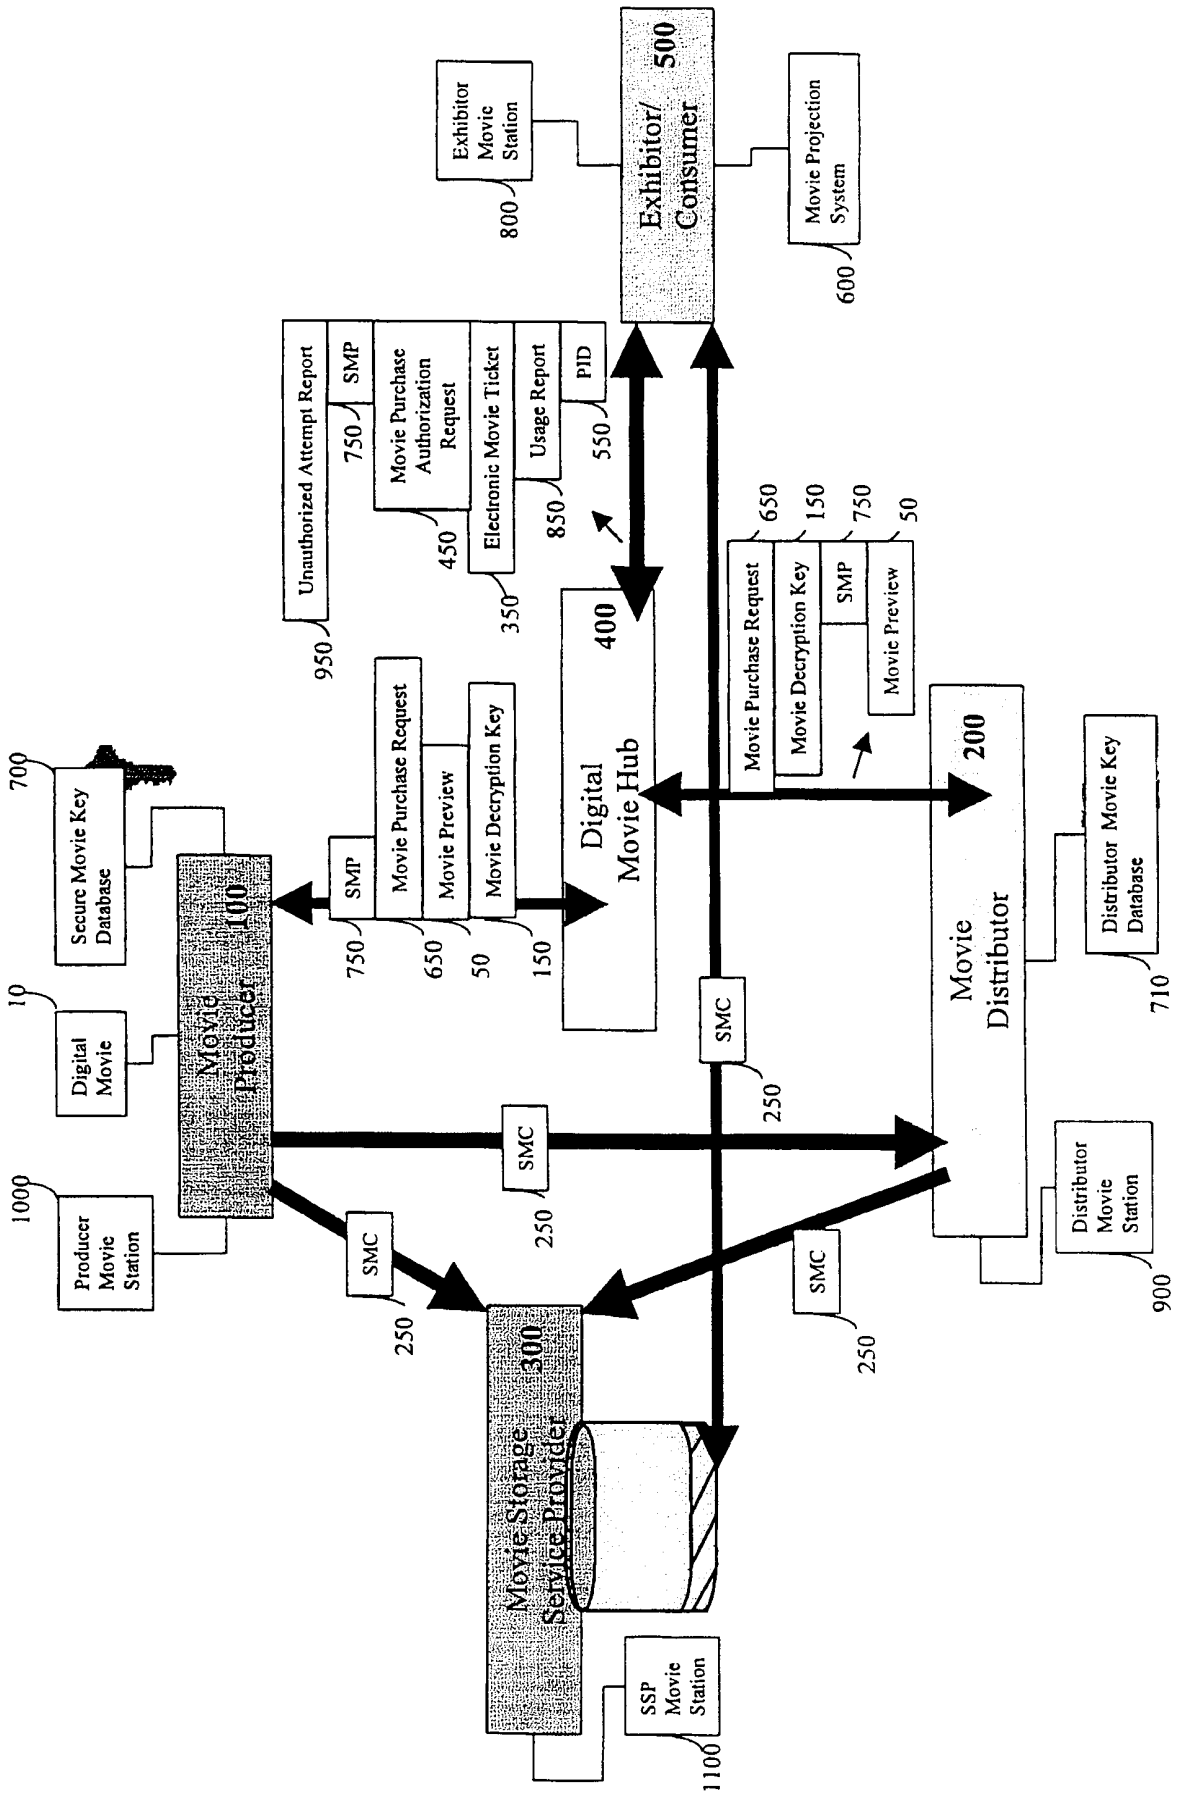 1000
Producer
Movie
Station
10
Digital
Movie
700
Secure Movie Key
Database
Movie
Producer
100
SMC
250
SMC
250
SMP
750
Movie Purchase Request
650
Movie Preview
50
Movie Decryption Key
150
Unauthorized Attempt Report
950
SMP
750
Movie Purchase
Authorization
Request
450
Electronic Movie Ticket
350
Usage Report
850
PID
550
Exhibitor
Movie
Station
800
Movie Storage
Service Provider
300
Digital
Movie Hub
400
Exhibitor/
Consumer
500
SSP
Movie
Station
1100
SMC
250
SMC
250
Movie Purchase Request
650
Movie Decryption Key
150
SMP
750
Movie Preview
50
Movie Projection
System
600
Movie
Distributor
200
Distributor
Movie
Station
900
Distributor Movie Key
Database
710